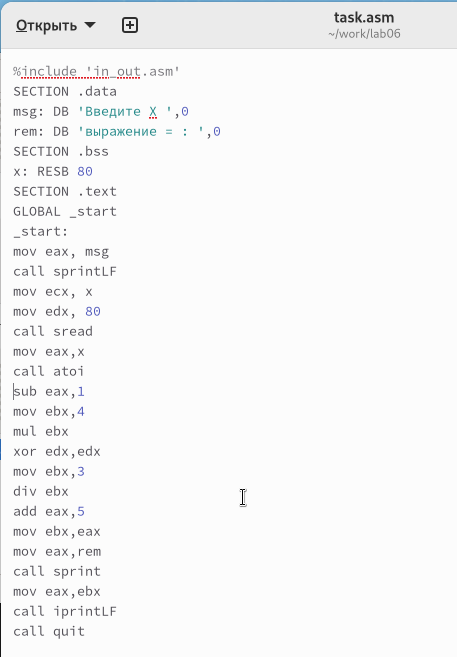 Открыть
task.asm
~/work/lab06
%include 'in_out.asm'
SECTION .data
msg: DB 'Введите X ',0
rem: DB 'выражение = : ',0
SECTION .bss
x: RESB 80
SECTION .text
GLOBAL _start
_start:
mov eax, msg
call sprintLF
mov ecx, x
mov edx, 80
call sread
mov eax,x
call atoi
sub eax,1
mov ebx,4
mul ebx
xor edx,edx
mov ebx,3
div ebx
add eax,5
mov ebx,eax
mov eax,rem
call sprint
mov eax,ebx
call iprintLF
call quit